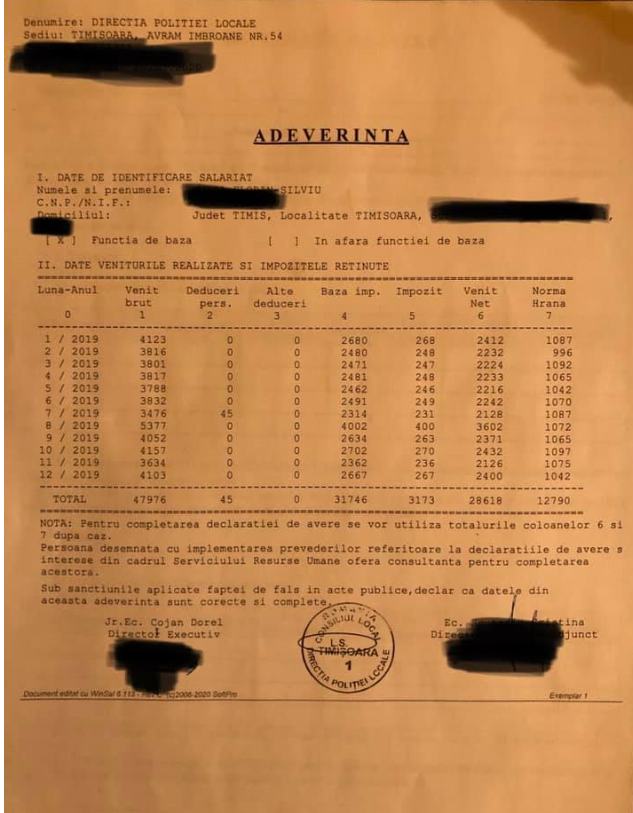 Denumire: DIRECTIA POLITIEI LOCALE
Sediu: TIMISOARA, AVRAM IMBROANE NR.54
ADEVERINTA
I. DATE DE IDENTIFICARE SALARIAT
Numele si prenumele: SILVIU
C.N.P./N.I.F.:
Domiciliul: Judet TIMIS, Localitate TIMISOARA,
[ X ] Functia de baza [ ] In afara functiei de baza
II. DATE VENITURILE REALIZATE SI IMPOZITELE RETINUTE
Luna-Anul Venit Deduceri Alte Baza imp. Impozit Venit Norma
brut pers. deduceri Net Hrana
0 1 2 3 4 5 6 7
1 / 2019 4123 0 0 2680 268 2412 1087
2 / 2019 3816 0 0 2480 248 2232 996
3 / 2019 3801 0 0 2471 247 2224 1092
4 / 2019 3817 0 0 2481 248 2233 1065
5 / 2019 3788 0 0 2462 246 2216 1042
6 / 2019 3832 0 0 2491 249 2242 1070
7 / 2019 3476 45 0 2314 231 2128 1087
8 / 2019 5377 0 0 4002 400 3602 1072
9 / 2019 4052 0 0 2634 263 2371 1065
10 / 2019 4157 0 0 2702 270 2432 1097
11 / 2019 3634 0 0 2362 236 2126 1075
12 / 2019 4103 0 0 2667 267 2400 1042
TOTAL 47976 45 0 31746 3173 28618 12790
NOTA: Pentru completarea declaratiei de avere se vor utiliza totalurile coloanelor 6 si
7 dupa caz.
Persoana desemnata cu implementarea prevederilor referitoare la declaratiile de avere s
interese din cadrul Serviciului Resurse Umane ofera consultanta pentru completarea
acestora.
Sub sanctiunile aplicate faptei de fals in acte publice,declar ca datele din
aceasta adeverinta sunt corecte si complete.
Jr.Ec. Cojan Dorel Ec.
Director Executiv
ROMANIA
CONSILIUL LOCAL
L.S.
TIMISOARA
1
DIRECTIA POLITIEI LOCALE
Document editat cu WinSal 6.113 - (c)2006-2020 SoftPro Exemplar 1